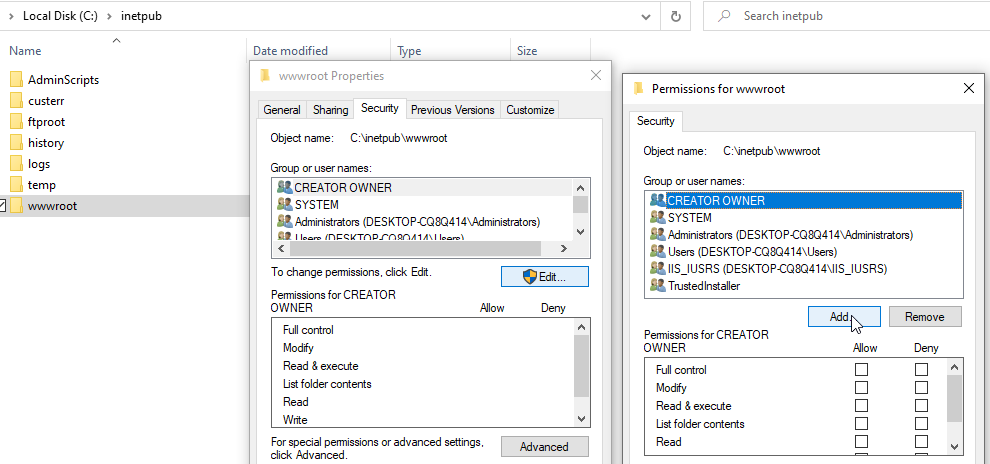 Local Disk (C:) > inetpub
Search inetpub
Name
Date modified
Type
Size
AdminScripts
custerr
ftproot
history
logs
temp
wwwroot
wwwroot Properties
General
Sharing
Security
Previous Versions
Customize
Object name: C:\inetpub\wwwroot
Group or user names:
CREATOR OWNER
SYSTEM
Administrators (DESKTOP-CQ8Q414\Administrators)
Users (DESKTOP-CQ8Q414\Users)
To change permissions, click Edit.
Edit...
Permissions for CREATOR
OWNER
Allow
Deny
Full control
Modify
Read & execute
List folder contents
Read
Write
For special permissions or advanced settings,
click Advanced.
Advanced
Permissions for wwwroot
Security
Object name: C:\inetpub\wwwroot
Group or user names:
CREATOR OWNER
SYSTEM
Administrators (DESKTOP-CQ8Q414\Administrators)
Users (DESKTOP-CQ8Q414\Users)
IIS_IUSRS (DESKTOP-CQ8Q414\IIS_IUSRS)
TrustedInstaller
Add...
Remove
Permissions for CREATOR
OWNER
Allow
Deny
Full control
Modify
Read & execute
List folder contents
Read